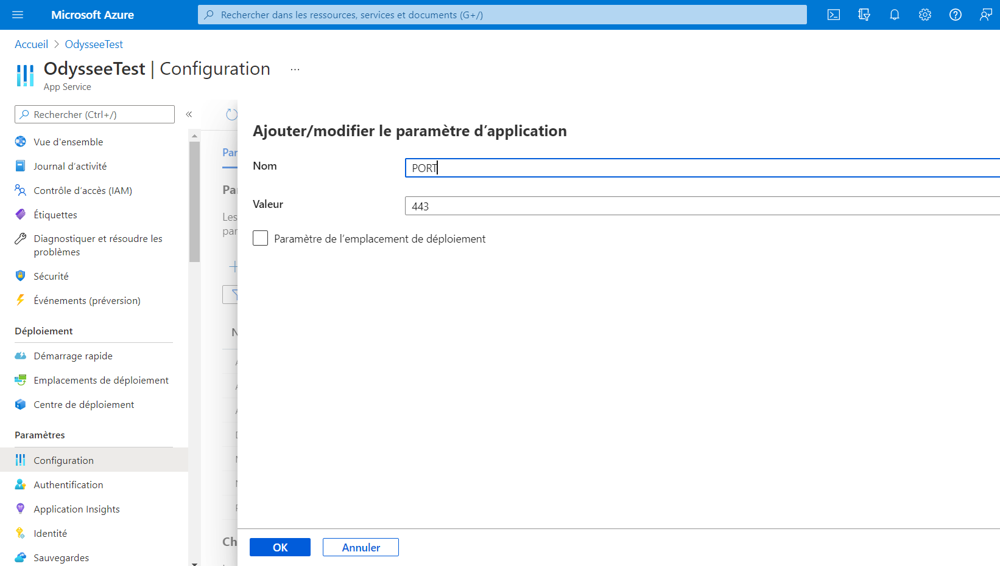 Microsoft Azure
Rechercher dans les ressources, services et documents (G+/)
Accueil > OdysseeTest
OdysseeTest | Configuration ...
App Service
Rechercher (Ctrl+/)
«
Vue d'ensemble
Journal d’activité
Contrôle d’accès (IAM)
Étiquettes
Diagnostiquer et résoudre les
problèmes
Sécurité
Événements (préversion)
Déploiement
Démarrage rapide
Emplacements de déploiement
Centre de déploiement
Paramètres
Configuration
Authentification
Application Insights
Identité
Sauvegardes
Par
Par
Les
par
Ch
Ajouter/modifier le paramètre d’application
Nom
PORT
Valeur
443
Paramètre de l’emplacement de déploiement
OK
Annuler